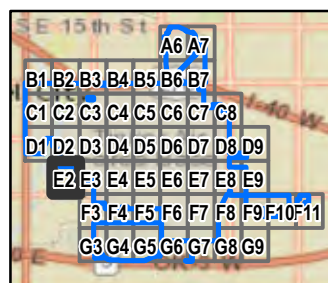 SE 15th St
A6 A7
B1 B2 B3 B4 B5 B6 B7
I-40 W
C1 C2 C3 C4 C5 C6 C7 C8
D1 D2 D3 D4 D5 D6 D7 D8 D9
E2 E3 E4 E5 E6 E7 E8 E9
F3 F4 F5 F6 F7 F8 F9 F10 F11
G3 G4 G5 G6 G7 G8 G9